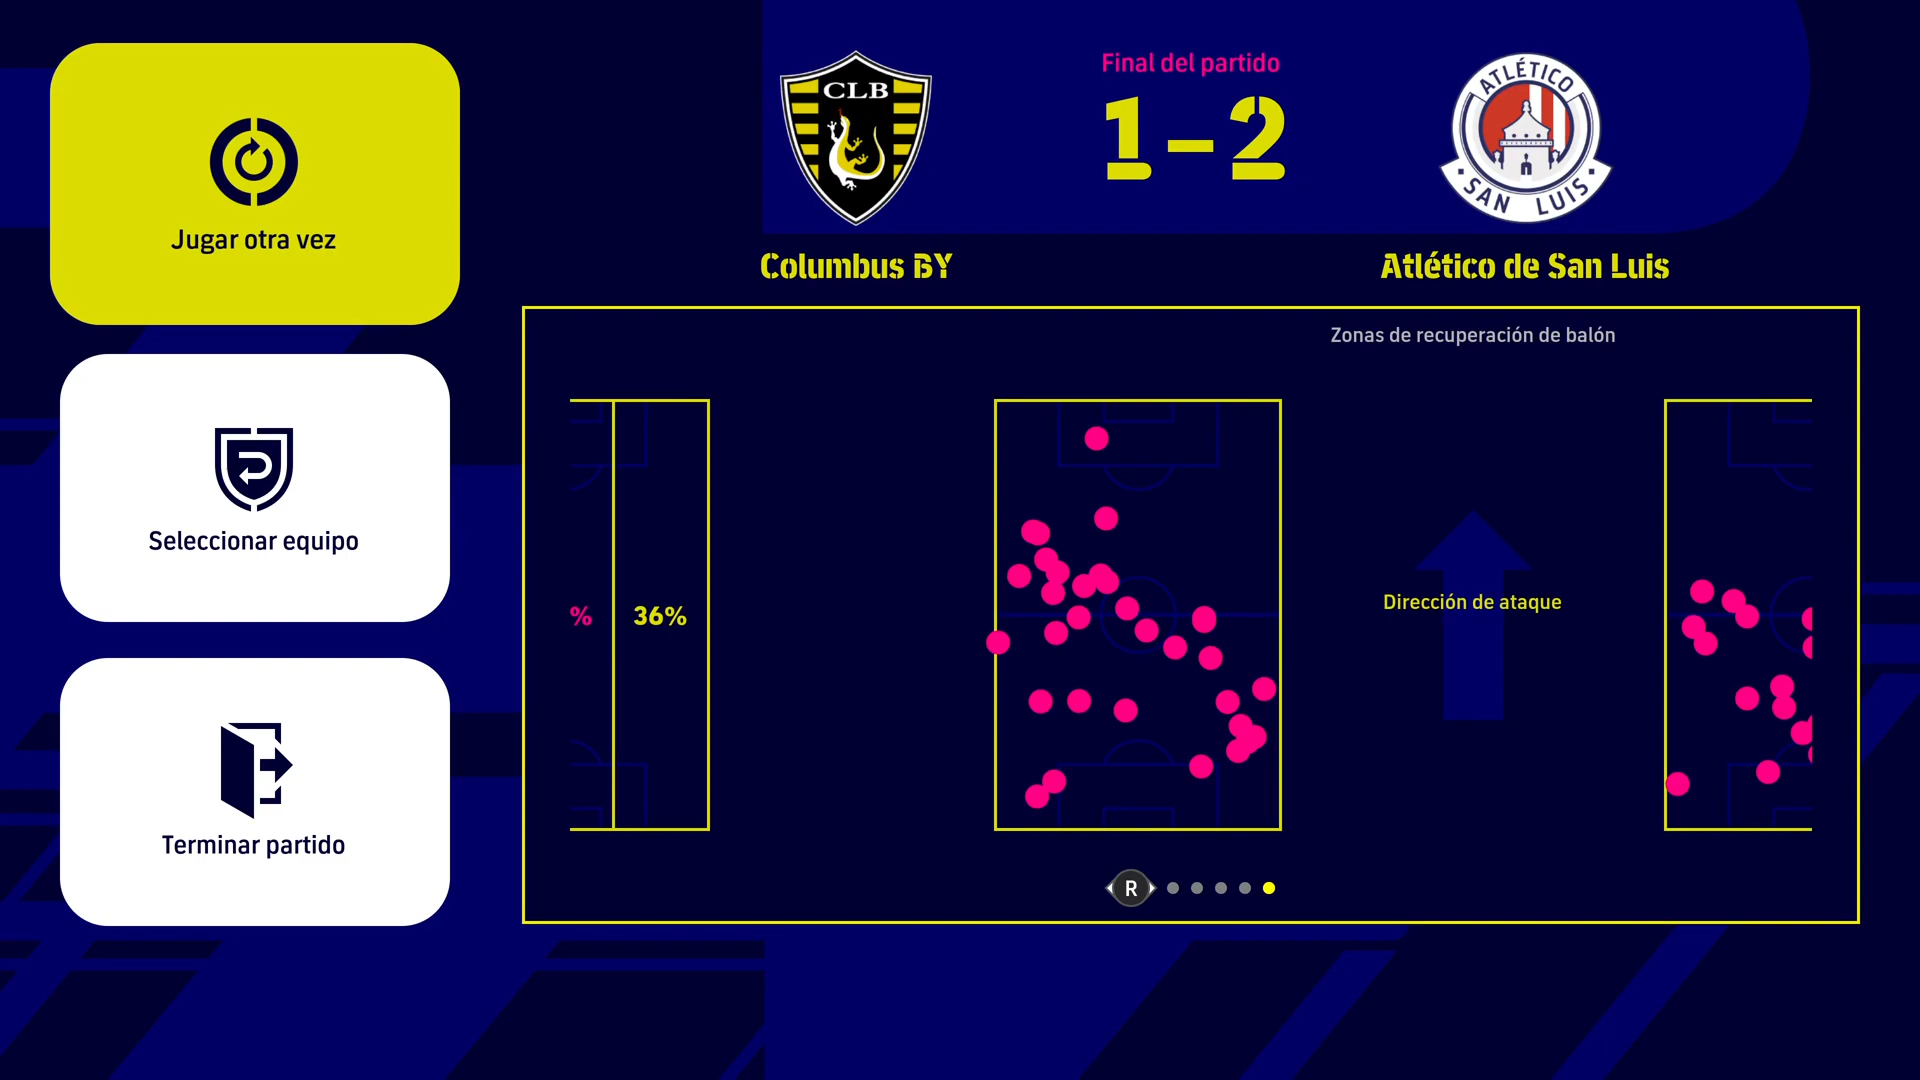 Jugar otra vez
Seleccionar equipo
Terminar partido
CLB
Final del partido
1-2
ATLÉTICO
SAN LUIS
Columbus BY
Atlético de San Luis
Zonas de recuperación de balón
%
36%
Dirección de ataque
R